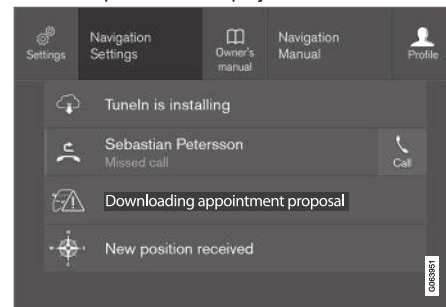 Settings
Navigation
Settings
Owner's
manual
Navigation
Manual
Profile
TuneIn is installing
Sebastian Petersson
Missed call
Call
Downloading appointment proposal
New position received
G063951